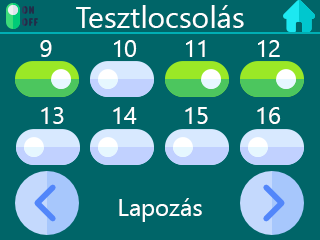 ON
OFF
Tesztlocsolás
9 10 11 12
13 14 15 16
Lapozás